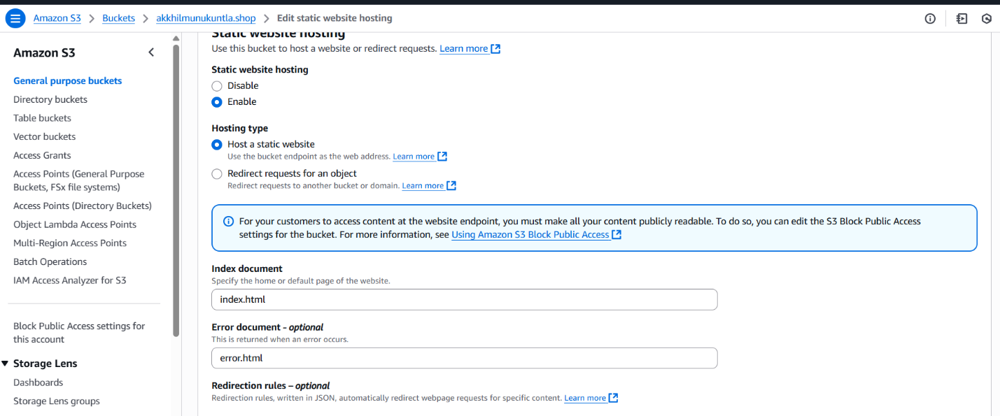 Amazon S3 > Buckets > akkhilmunukuntla.shop > Edit static website hosting
Amazon S3
General purpose buckets
Directory buckets
Table buckets
Vector buckets
Access Grants
Access Points (General Purpose
Buckets, FSx file systems)
Access Points (Directory Buckets)
Object Lambda Access Points
Multi-Region Access Points
Batch Operations
IAM Access Analyzer for S3
Block Public Access settings for
this account
Storage Lens
Dashboards
Storage Lens groups
Static website hosting
Use this bucket to host a website or redirect requests. Learn more
Static website hosting
Disable
Enable
Hosting type
Host a static website
Use the bucket endpoint as the web address. Learn more
Redirect requests for an object
Redirect requests to another bucket or domain. Learn more
For your customers to access content at the website endpoint, you must make all your content publicly readable. To do so, you can edit the S3 Block Public Access
settings for the bucket. For more information, see Using Amazon S3 Block Public Access
Index document
Specify the home or default page of the website.
index.html
Error document - optional
This is returned when an error occurs.
error.html
Redirection rules – optional
Redirection rules, written in JSON, automatically redirect webpage requests for specific content. Learn more